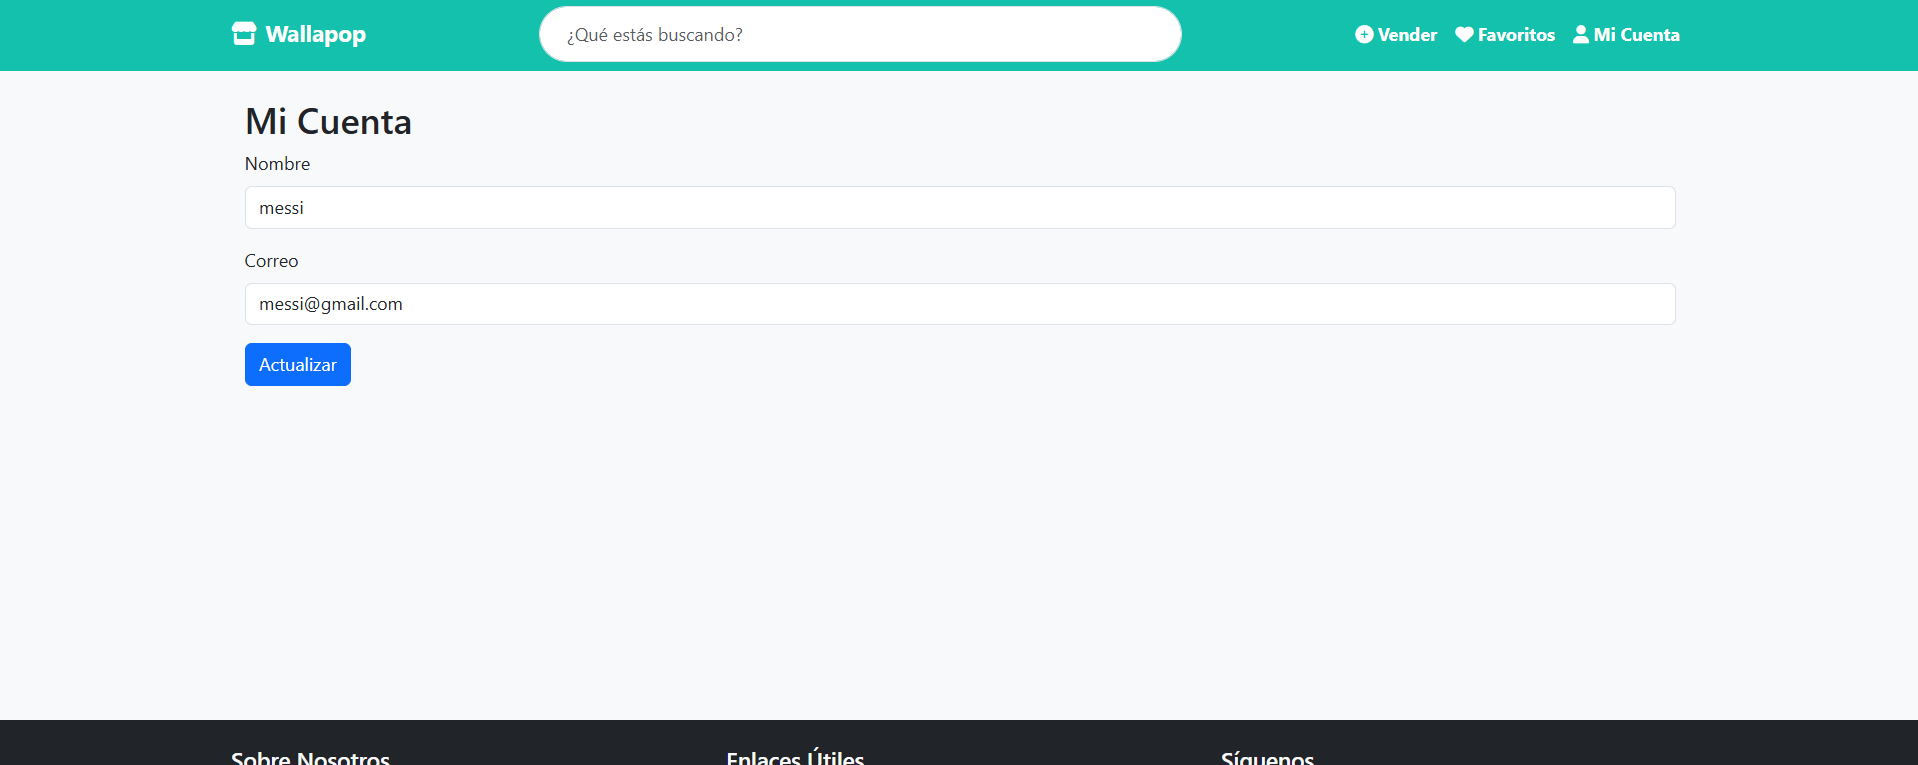 Wallapop
¿Qué estás buscando?
Vender
Favoritos
Mi Cuenta
Mi Cuenta
Nombre
messi
Correo
messi@gmail.com
Actualizar
Sobre Nosotros
Enlaces Útiles
Síguenos